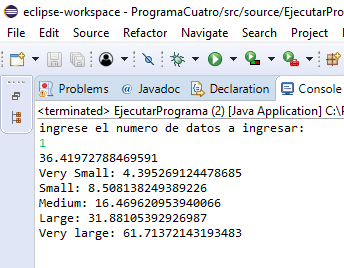 eclipse-workspace - ProgramaCuatro/src/source/EjecutarPro
File Edit Source Refactor Navigate Search Project Run
Problems @ Javadoc Declaration Console
<terminated> EjecutarPrograma (2) [Java Application] C:\P
ingrese el numero de datos a ingresar:
1
36.41972788469591
Very Small: 4.395269124478685
Small: 8.508138249389226
Medium: 16.469620953940066
Large: 31.88105392926987
Very large: 61.71372143193483